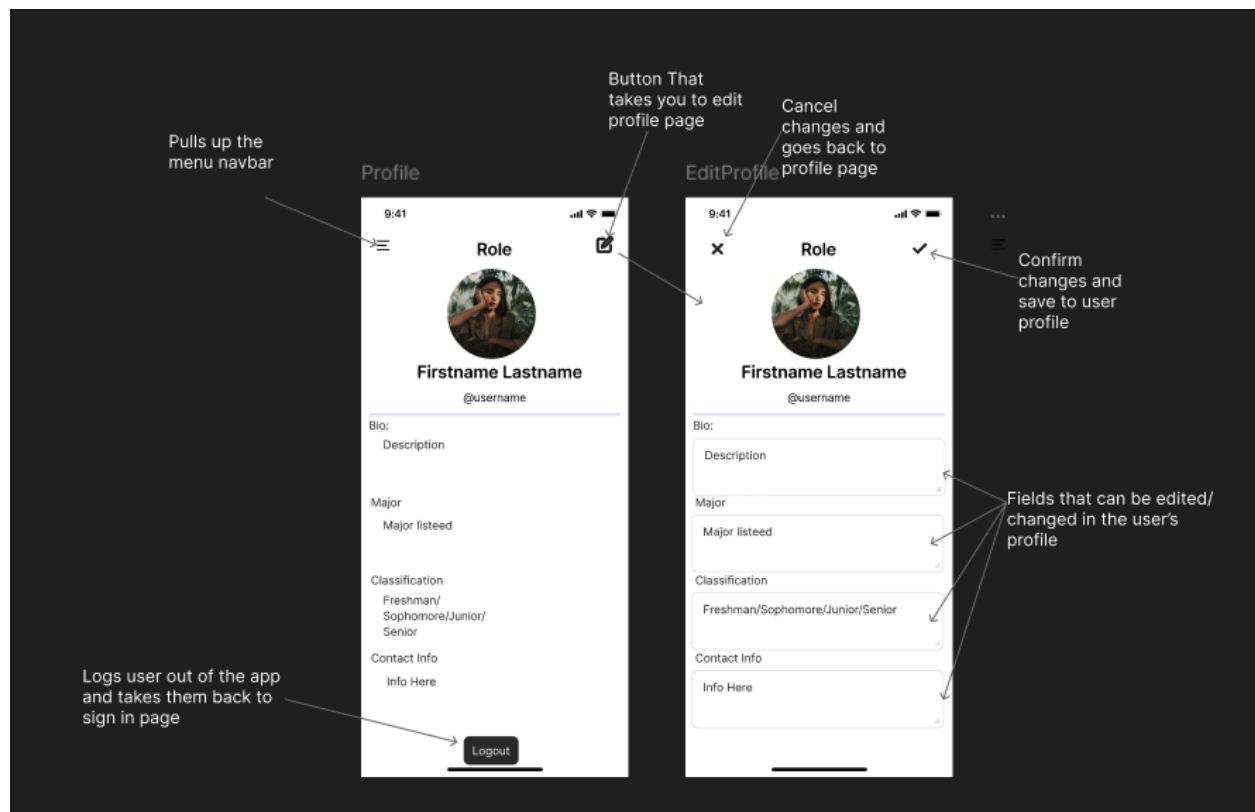 Button That
takes you to edit
profile page
Cancel
changes and
goes back to
profile page
Pulls up the
menu navbar
Profile
9:41
Role
Firstname Lastname
@username
Bio:
Description
Major
Major listeed
Classification
Freshman/
Sophomore/Junior/
Senior
Contact Info
Info Here
Logout
Logs user out of the app
and takes them back to
sign in page
EditProfile
9:41
Role
Firstname Lastname
@username
Bio:
Description
Major
Major listeed
Classification
Freshman/Sophomore/Junior/Senior
Contact Info
Info Here
...
Confirm
changes and
save to user
profile
Fields that can be edited/
changed in the user's
profile